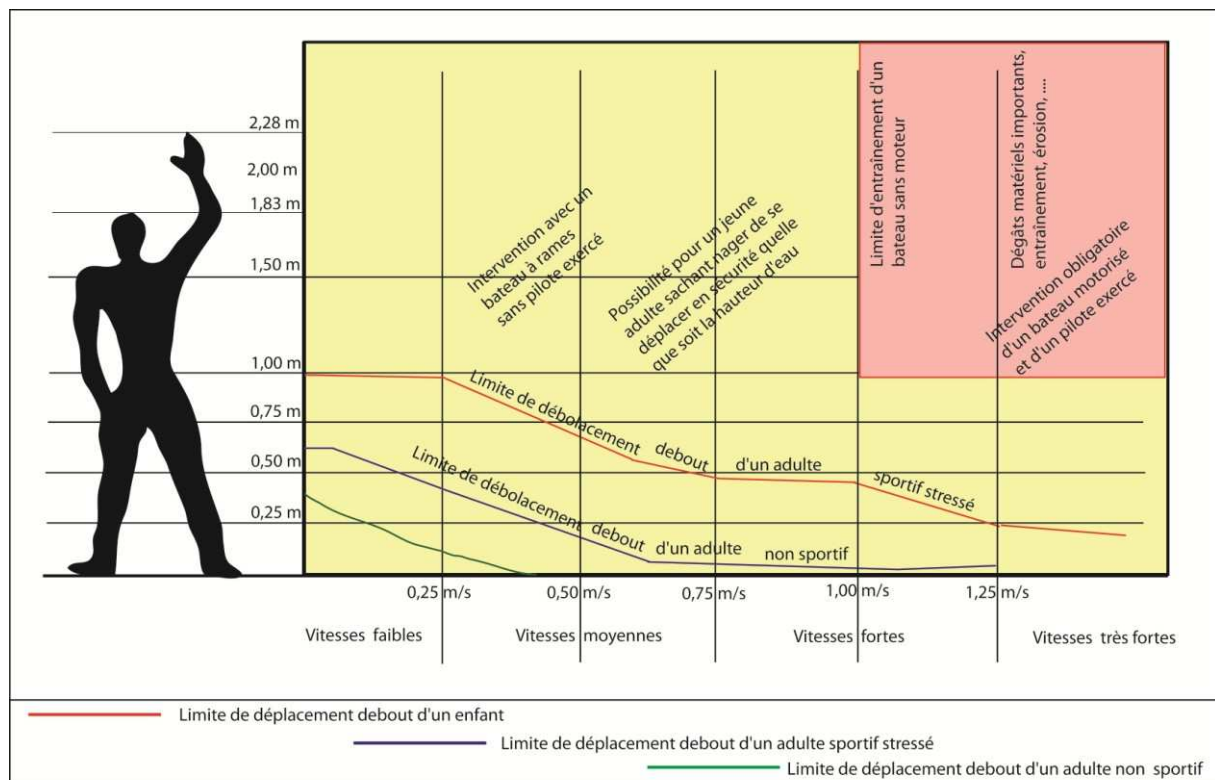 2,28 m
2,00 m
1,83 m
1,50 m
1,00 m
0,75 m
0,50 m
0,25 m
Intervention avec un
bateau à rames
sans pilote exercé
Possibilité pour un jeune
adulte sachant nager de se
déplacer en sécurité quelle
que soit la hauteur d'eau
Limite d'entraînement d'un
bateau sans moteur
Dégâts matériels importants,
entraînement, érosion, ....
Intervention obligatoire
d'un bateau motorisé
et d'un pilote exercé
Limite de débolacement debout d'un adulte sportif stressé
Limite de débolacement debout d'un adulte non sportif
0,25 m/s
0,50 m/s
0,75 m/s
1,00 m/s
1,25 m/s
Vitesses faibles
Vitesses moyennes
Vitesses fortes
Vitesses très fortes
Limite de déplacement debout d'un enfant
Limite de déplacement debout d'un adulte sportif stressé
Limite de déplacement debout d'un adulte non sportif